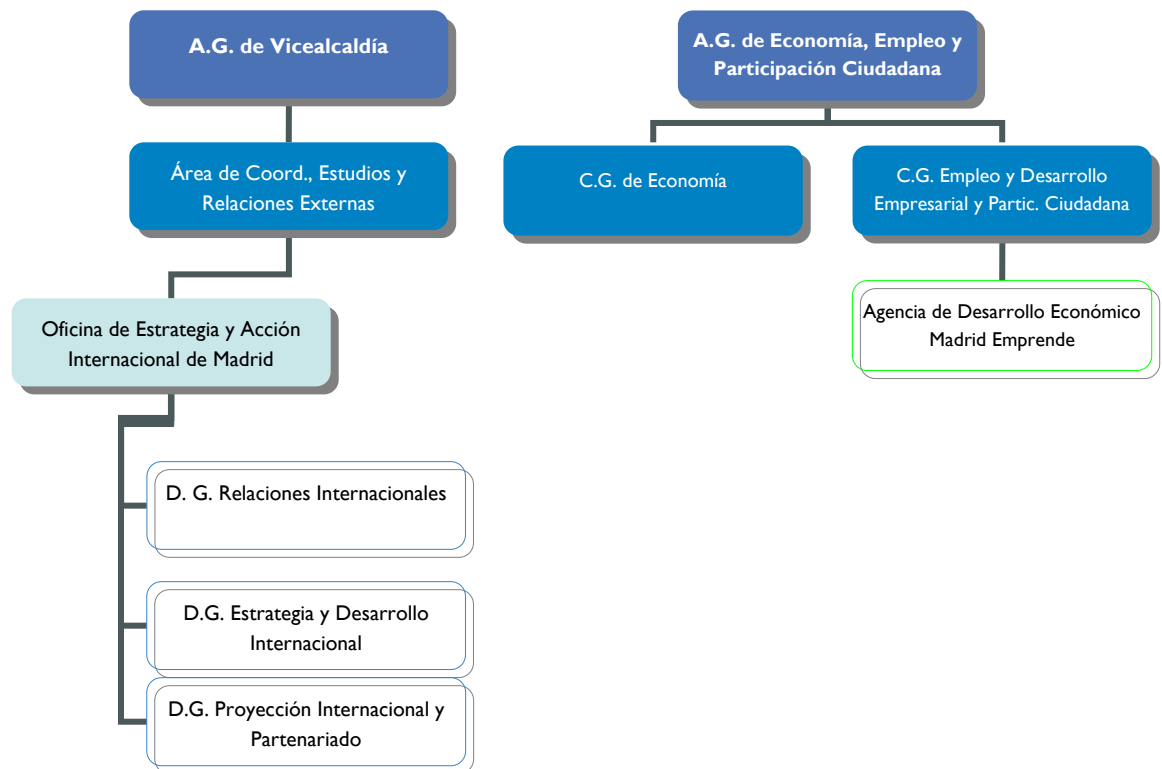 A.G. de Vicealcaldía
A.G. de Economía, Empleo y
Participación Ciudadana
Área de Coord., Estudios y
Relaciones Externas
C.G. de Economía
C.G. Empleo y Desarrollo
Empresarial y Partic. Ciudadana
Oficina de Estrategia y Acción
Internacional de Madrid
Agencia de Desarrollo Económico
Madrid Emprende
D. G. Relaciones Internacionales
D.G. Estrategia y Desarrollo
Internacional
D.G. Proyección Internacional y
Partenariado